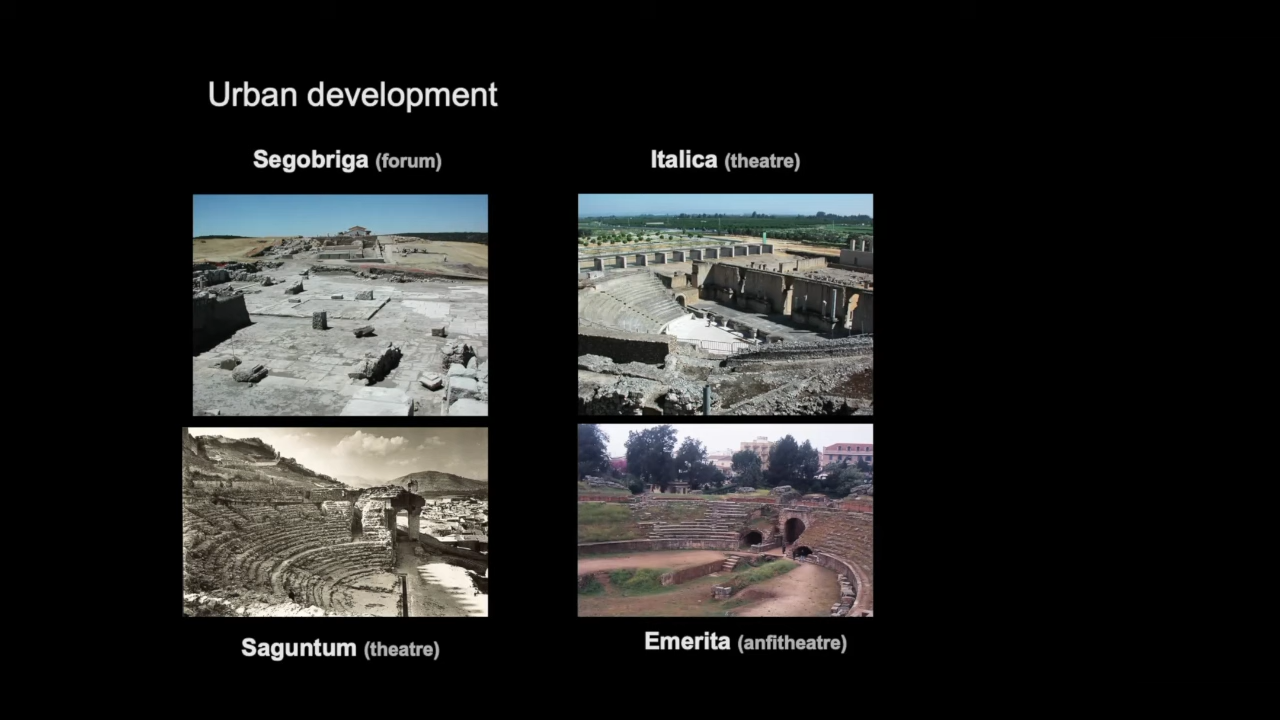 Urban development
Segobriga (forum)
Italica (theatre)
Saguntum (theatre)
Emerita (anfitheatre)